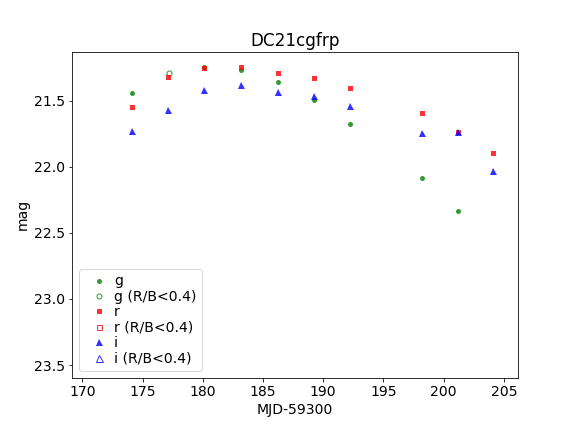 DC21cgfrp
21.5
22.0
22.5
23.0
23.5
mag
g
g (R/B<0.4)
r
r (R/B<0.4)
i
i (R/B<0.4)
170 175 180 185 190 195 200 205
MJD-59300